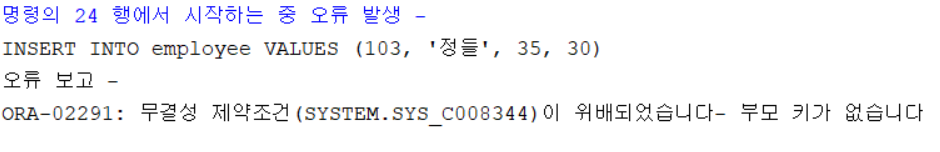 명령의 24 행에서 시작하는 중 오류 발생 -
INSERT INTO employee VALUES (103, '정들', 35, 30)
오류 보고 -
ORA-02291: 무결성 제약조건(SYSTEM.SYS_C008344)이 위배되었습니다- 부모 키가 없습니다